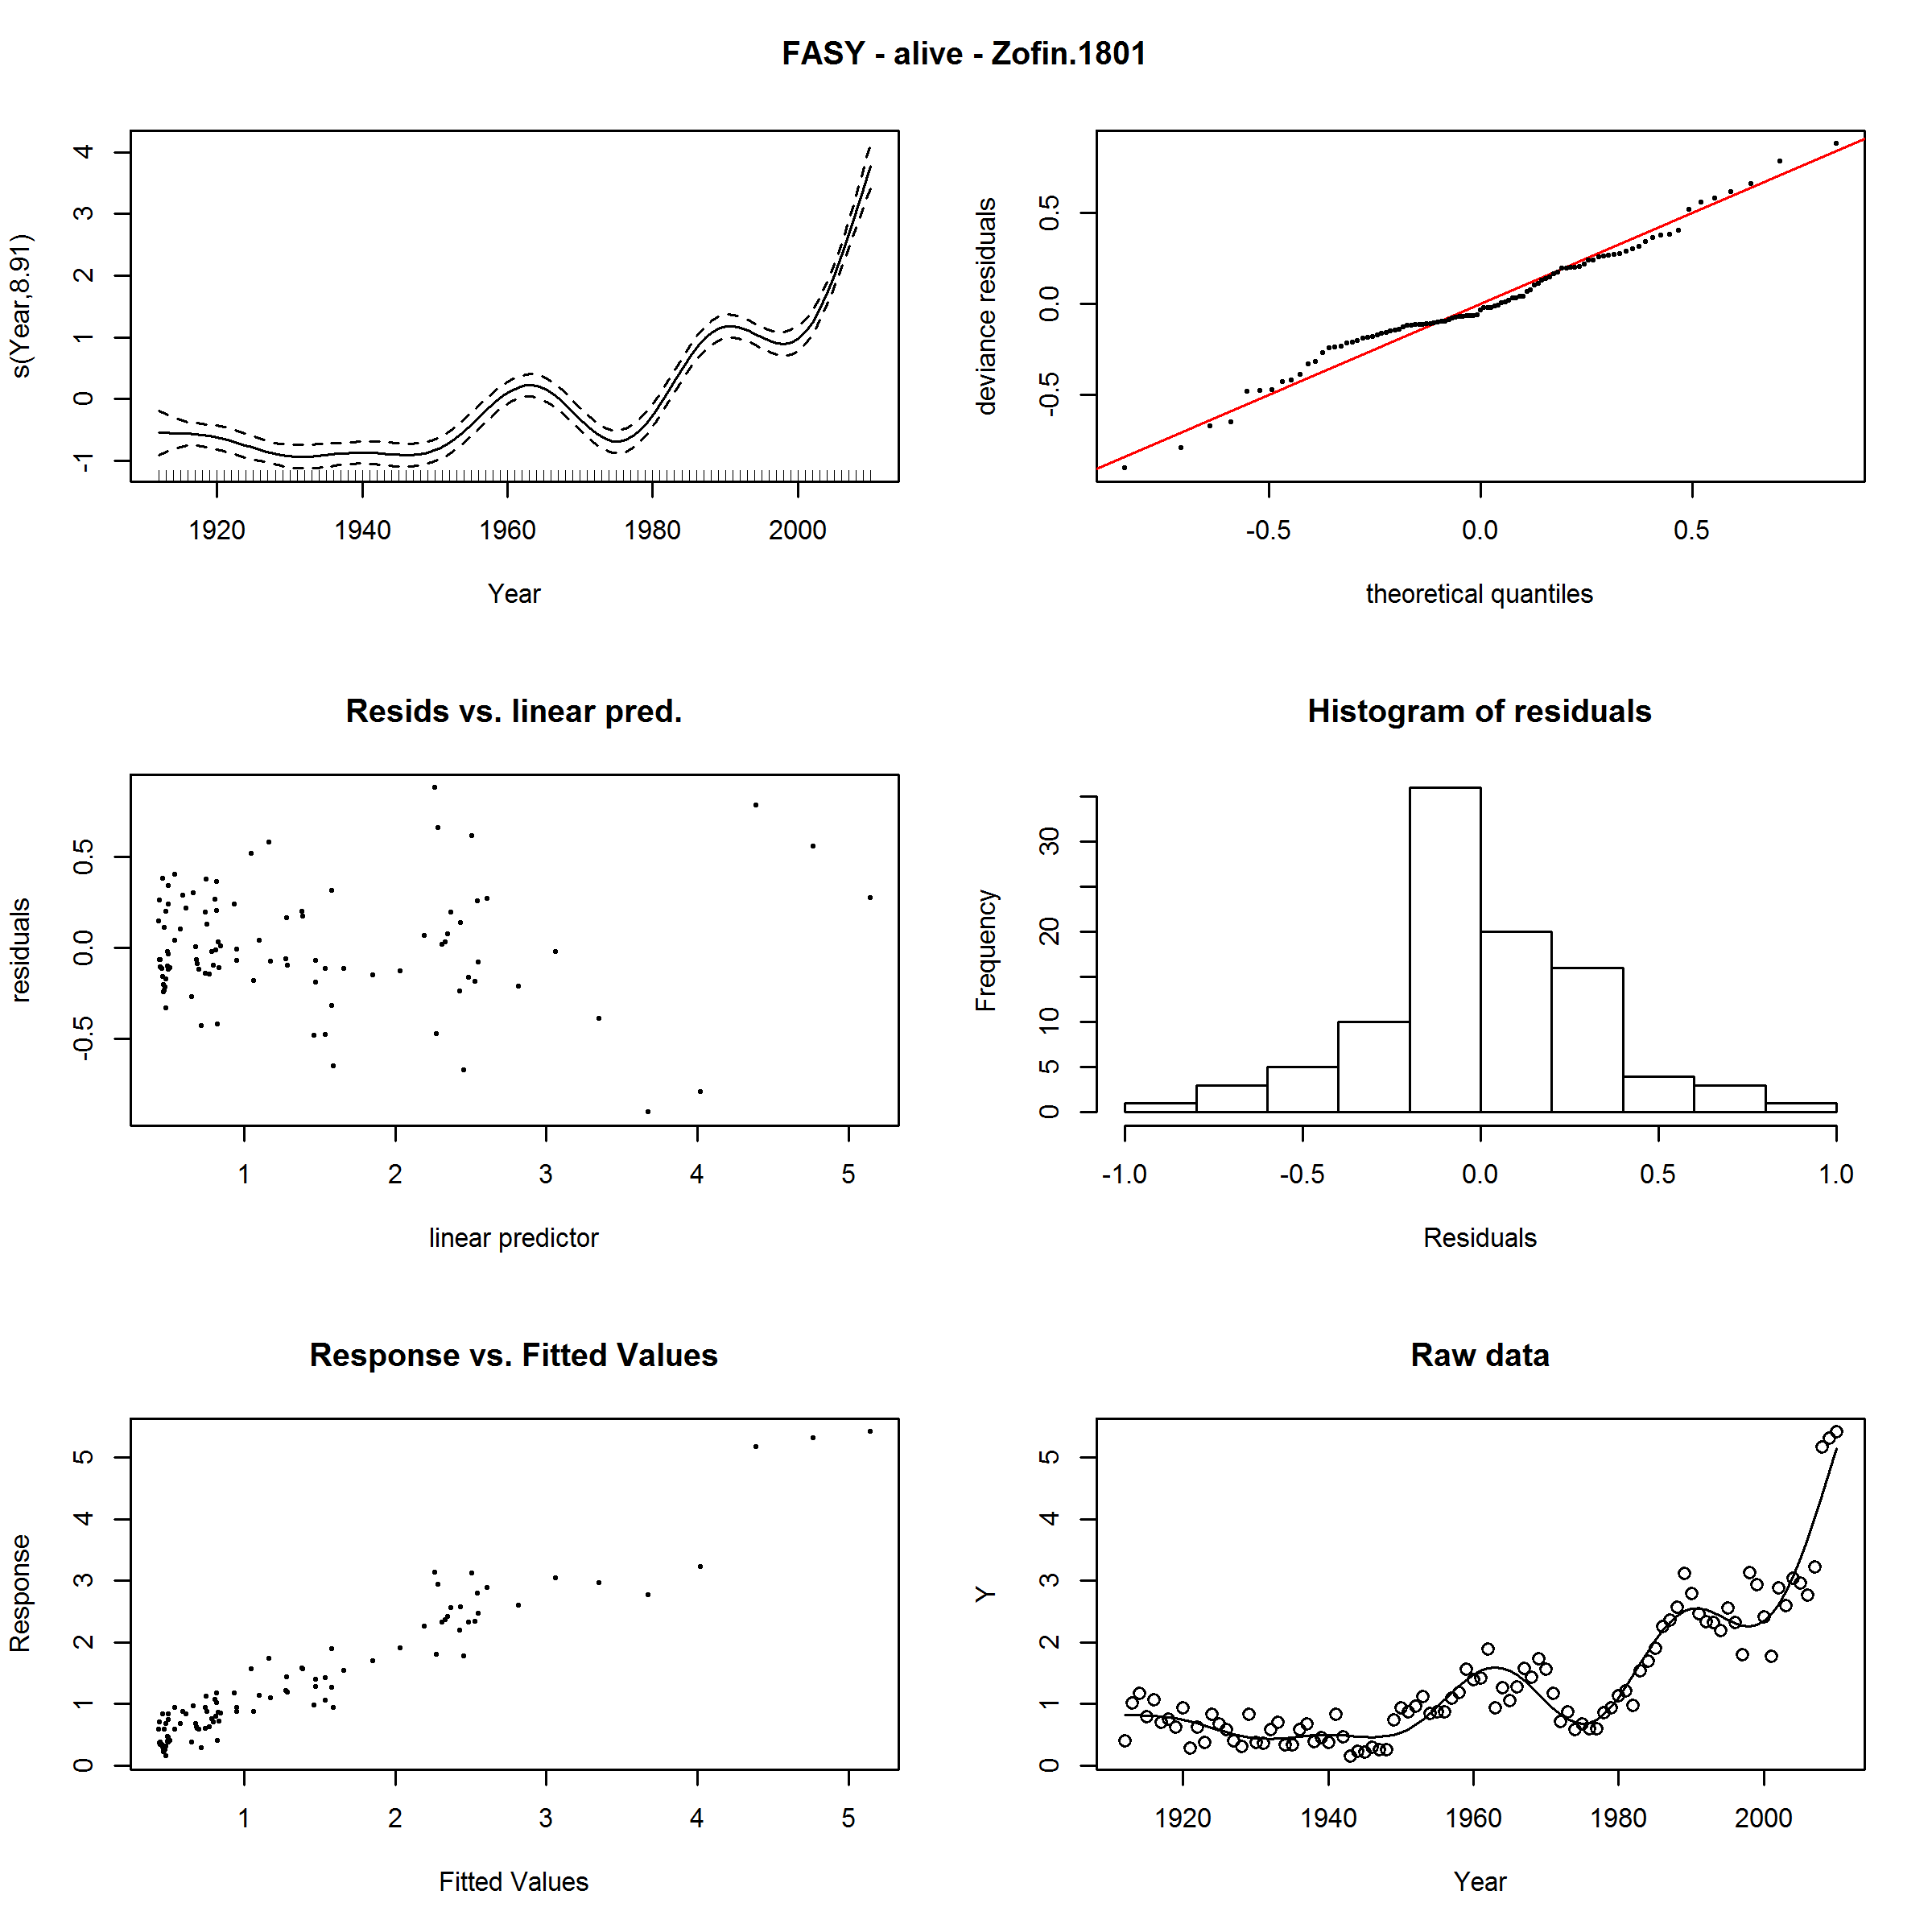 FASY - alive - Zofin.1801
s(Year,8.91)
-1 0 1 2 3 4
1920 1940 1960 1980 2000
Year
deviance residuals
-0.5 0.0 0.5
-0.5 0.0 0.5
theoretical quantiles
Resids vs. linear pred.
residuals
-0.5 0.0 0.5
1 2 3 4 5
linear predictor
Histogram of residuals
Frequency
0 5 10 20 30
-1.0 -0.5 0.0 0.5 1.0
Residuals
Response vs. Fitted Values
Response
0 1 2 3 4 5
1 2 3 4 5
Fitted Values
Raw data
Y
0 1 2 3 4 5
1920 1940 1960 1980 2000
Year